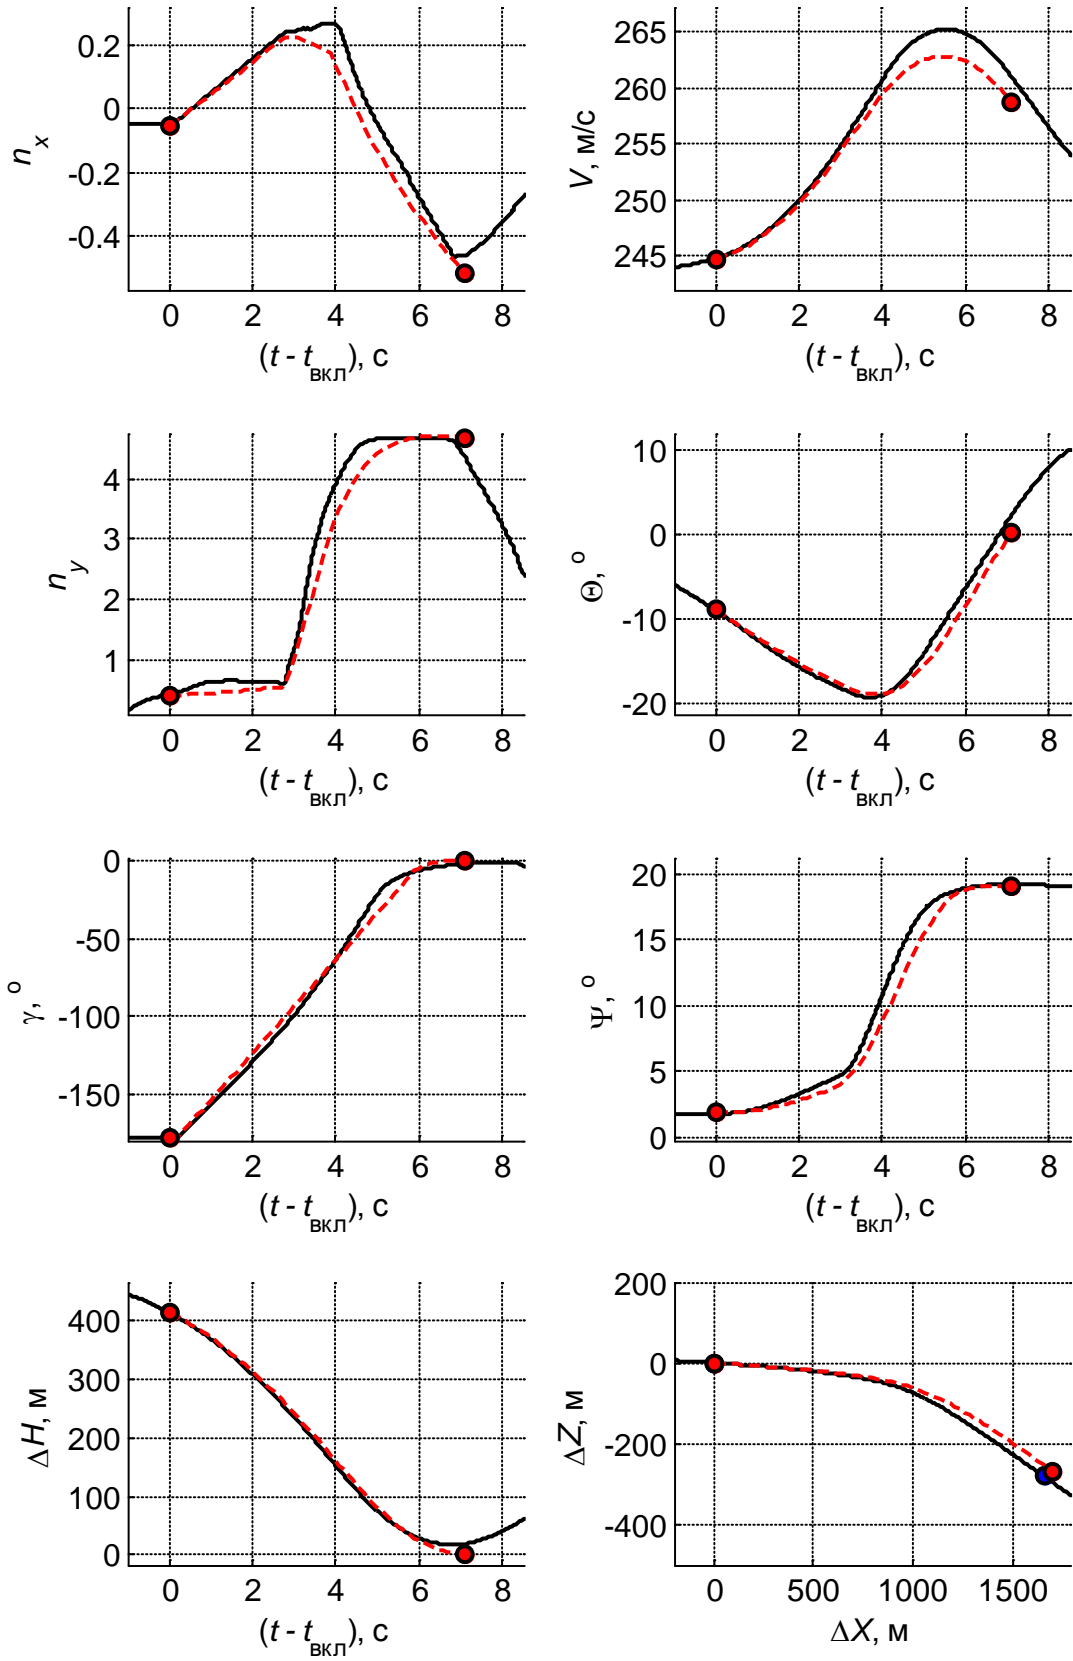 0.2
0
-0.2
-0.4
n_x
0 2 4 6 8
(t - t_вкл), с
265
260
255
250
245
V, м/с
0 2 4 6 8
(t - t_вкл), с
4
3
2
1
n_y
0 2 4 6 8
(t - t_вкл), с
10
0
-10
-20
Θ, °
0 2 4 6 8
(t - t_вкл), с
0
-50
-100
-150
γ, °
0 2 4 6 8
(t - t_вкл), с
20
15
10
5
0
Ψ, °
0 2 4 6 8
(t - t_вкл), с
400
300
200
100
0
ΔH, м
0 2 4 6 8
(t - t_вкл), с
200
0
-200
-400
ΔZ, м
0 500 1000 1500
ΔX, м